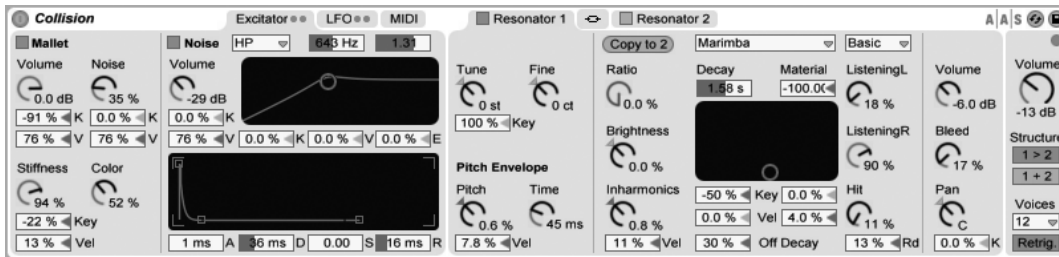 Collision
Excitator LFO MIDI
Resonator 1 Resonator 2
A A S
Mallet
Noise HP 643 Hz 1.31
Copy to 2 Marimba Basic
Volume Noise Volume
0.0 dB 35 % -29 dB
-91 % K 0.0 % K 0.0 % K
76 % V 76 % V 76 % V 0.0 % K 0.0 % V 0.0 % E
Stiffness Color
94 % 52 %
-22 % Key
13 % Vel
1 ms A 36 ms D 0.00 S 16 ms R
Tune Fine
0 st 0 ct
100 % Key
Pitch Envelope
Pitch Time
0.6 % 45 ms
7.8 % Vel
Ratio
0.0 %
Brightness
0.0 %
Inharmonics
0.8 %
11 % Vel
Decay Material
1.58 s -100.0
-50 % Key 0.0 %
0.0 % Vel 4.0 %
30 % Off Decay
ListeningL
18 %
ListeningR
90 %
Hit
11 %
13 % Rd
Volume
-6.0 dB
Bleed
17 %
Pan
C
0.0 % K
Volume
-13 dB
Structure
1 > 2
1 + 2
Voices
12
Retrig.